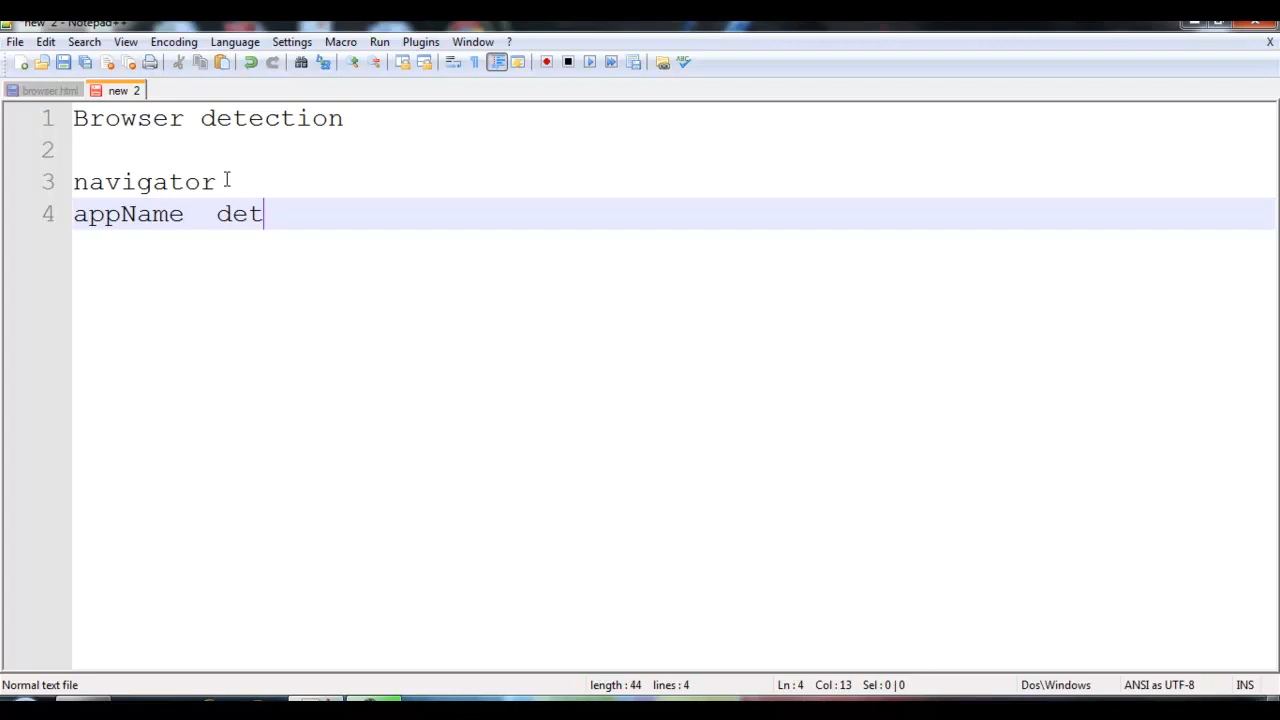 new 2 - Notepad++
File Edit Search View Encoding Language Settings Macro Run Plugins Window ? X
browser.html new 2
1 Browser detection
2
3 navigator
4 appName det
Normal text file length : 44 lines : 4 Ln : 4 Col : 13 Sel : 0 | 0 Dos\Windows ANSI as UTF-8 INS